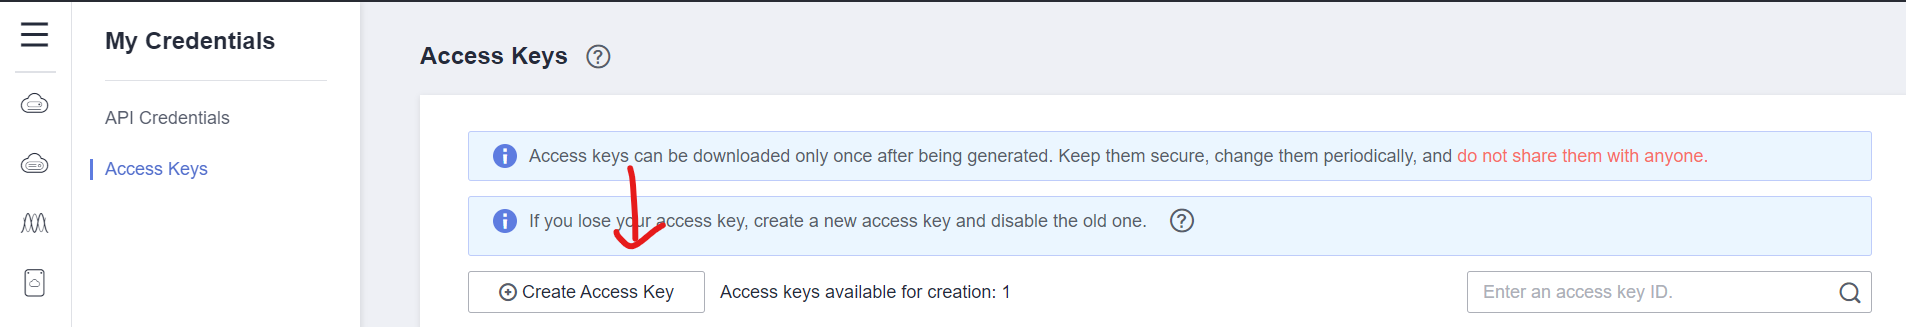 My Credentials
API Credentials
Access Keys
Access Keys
Access keys can be downloaded only once after being generated. Keep them secure, change them periodically, and do not share them with anyone.
If you lose your access key, create a new access key and disable the old one.
Create Access Key
Access keys available for creation: 1
Enter an access key ID.